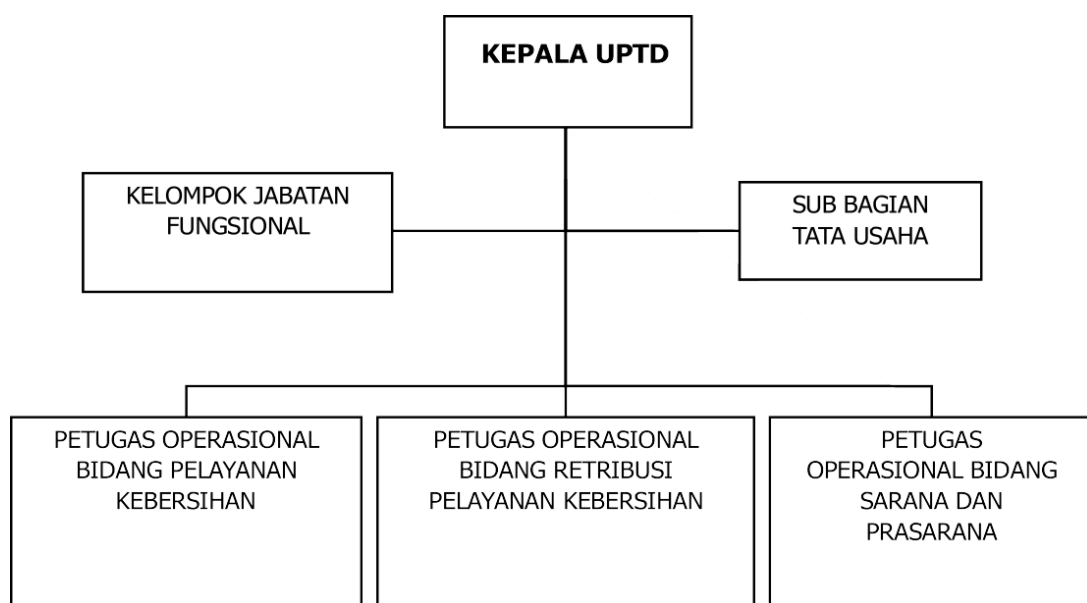 KEPALA UPTD
KELOMPOK JABATAN
FUNGSIONAL
SUB BAGIAN
TATA USAHA
PETUGAS OPERASIONAL
BIDANG PELAYANAN
KEBERSIHAN
PETUGAS OPERASIONAL
BIDANG RETRIBUSI
PELAYANAN KEBERSIHAN
PETUGAS
OPERASIONAL BIDANG
SARANA DAN
PRASARANA